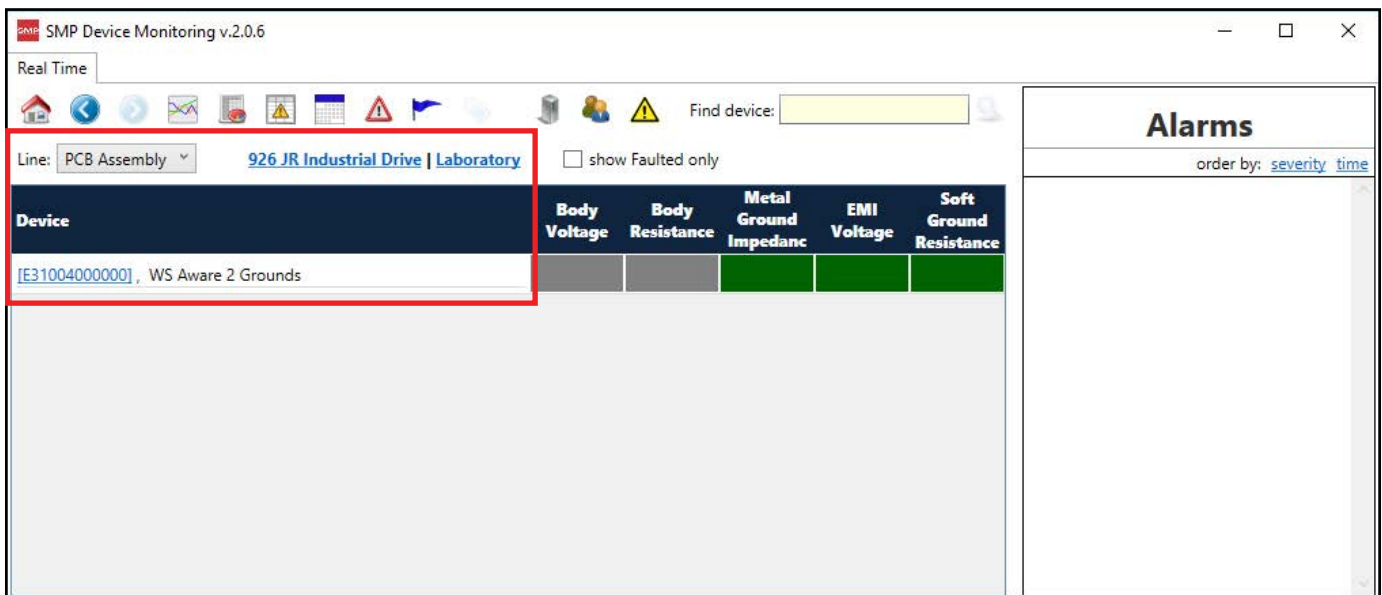 SMP SMP Device Monitoring v.2.0.6
Real Time
Find device:
Line: PCB Assembly 926 JR Industrial Drive | Laboratory show Faulted only
Device
Body Voltage
Body Resistance
Metal Ground Impedanc
EMI Voltage
Soft Ground Resistance
[E31004000000] , WS Aware 2 Grounds
Alarms
order by: severity time